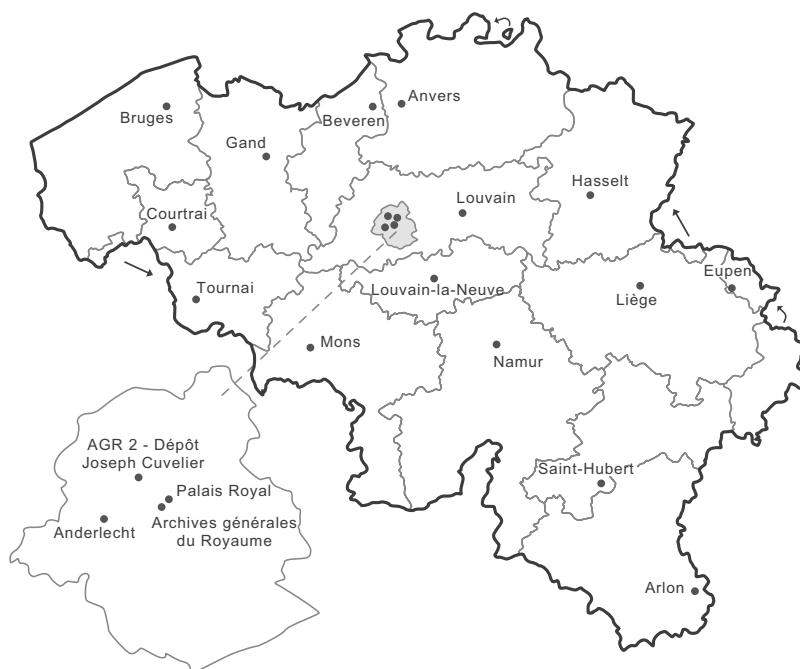 Anvers
Bruges
Beveren
Gand
Hasselt
Louvain
Courtrai
Eupen
Tournai
Louvain-la-Neuve
Liège
Mons
Namur
AGR 2 - Dépôt
Joseph Cuvelier
Saint-Hubert
Palais Royal
Archives générales
du Royaume
Anderlecht
Arlon